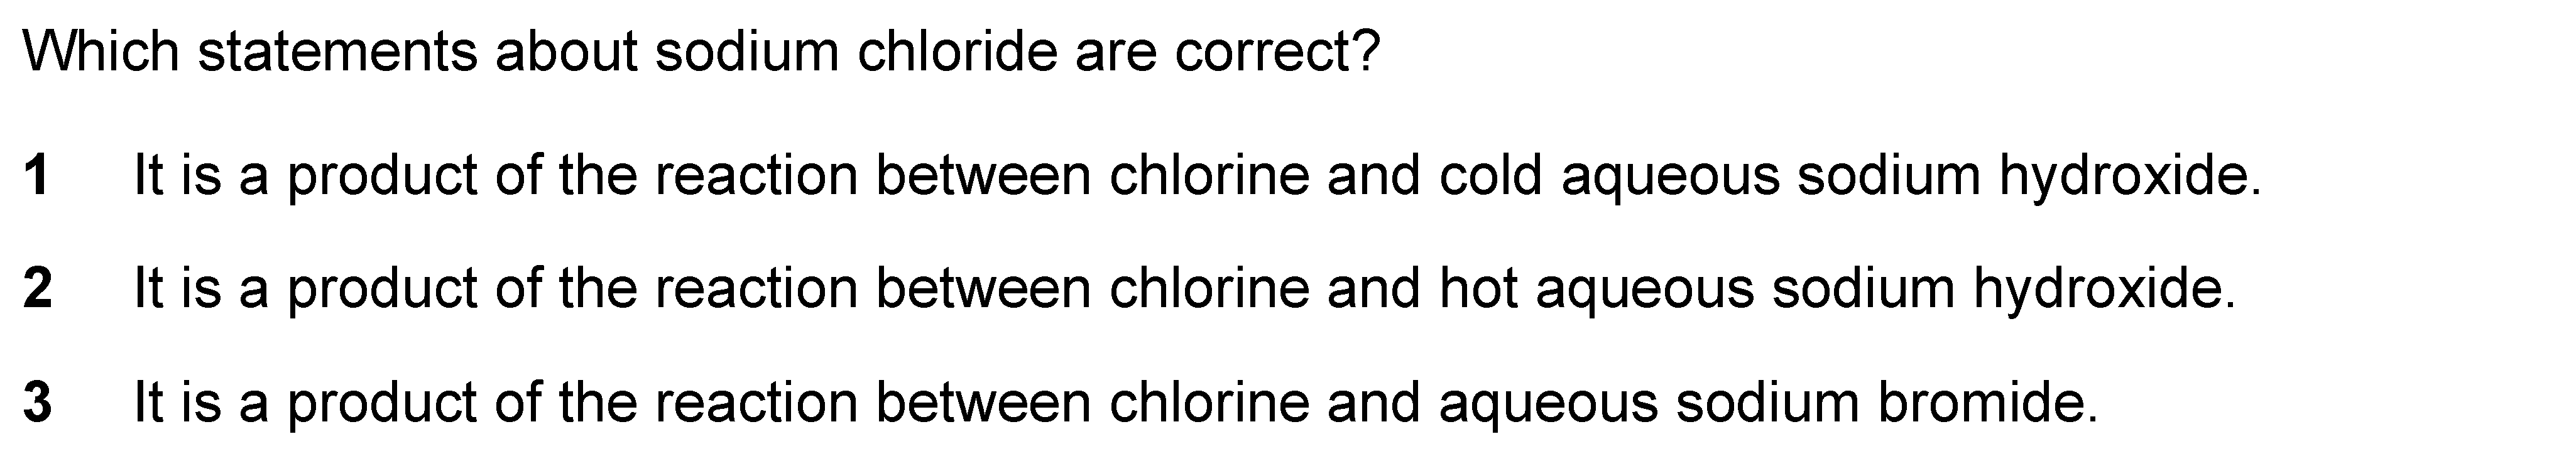 Which statements about sodium chloride are correct?
1 It is a product of the reaction between chlorine and cold aqueous sodium hydroxide.
2 It is a product of the reaction between chlorine and hot aqueous sodium hydroxide.
3 It is a product of the reaction between chlorine and aqueous sodium bromide.